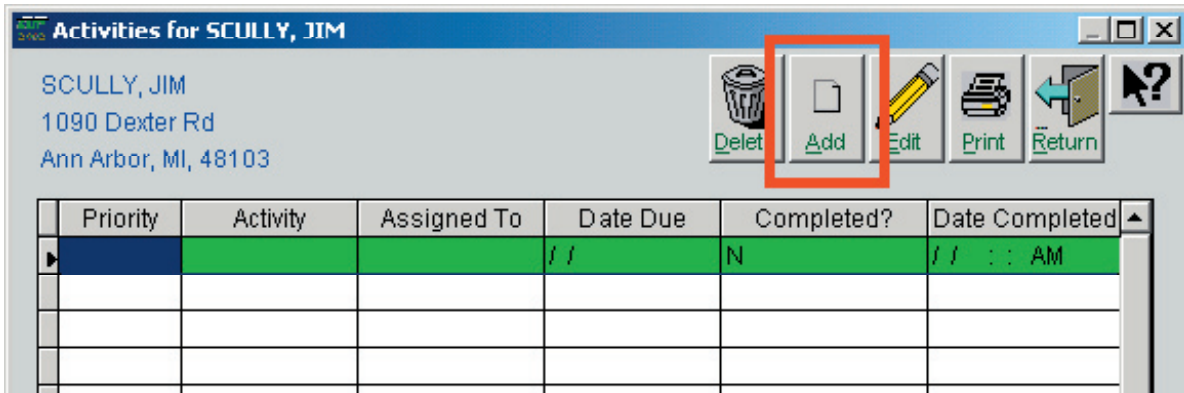 Activities for SCULLY, JIM
SCULLY, JIM
1090 Dexter Rd
Ann Arbor, MI, 48103
Delet Add Edit Print Return
Priority Activity Assigned To Date Due Completed? Date Completed
/ / N / / : : AM